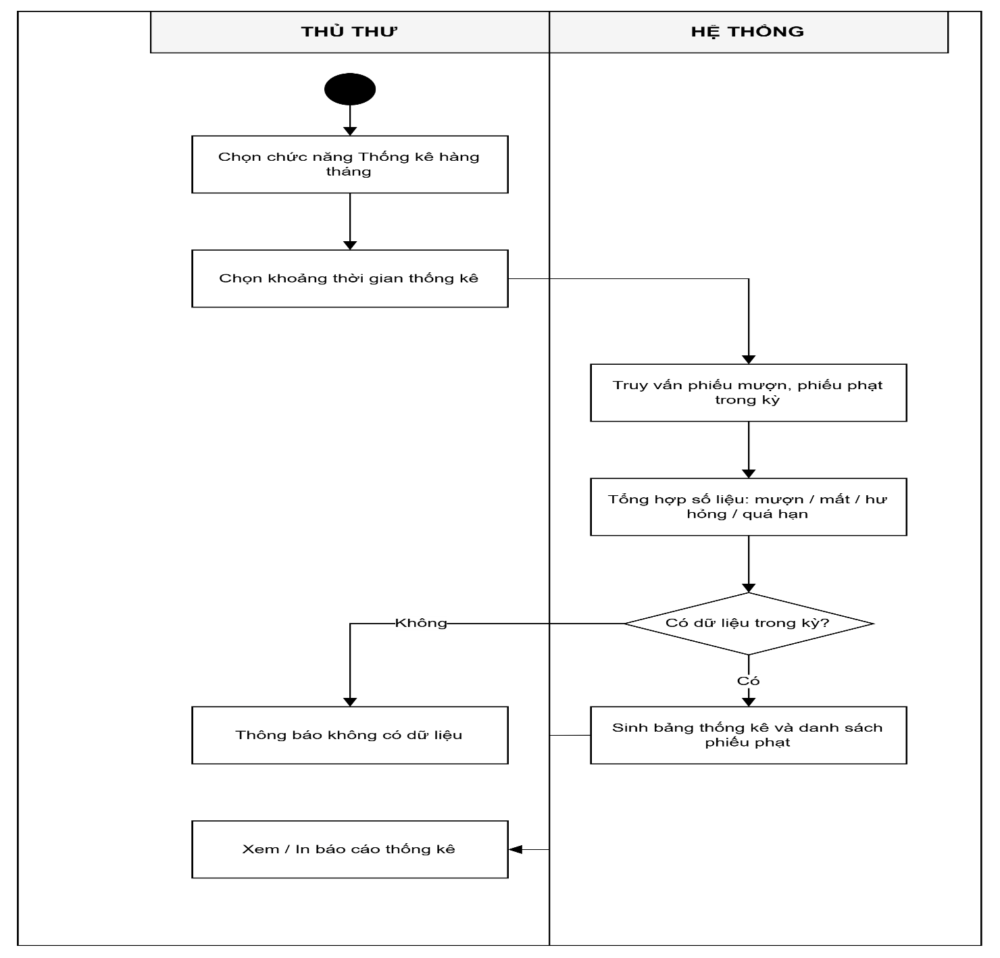 THỦ THƯ
HỆ THỐNG
Chọn chức năng Thống kê hàng
tháng
Chọn khoảng thời gian thống kê
Truy vấn phiếu mượn, phiếu phạt
trong kỳ
Tổng hợp số liệu: mượn / mất / hư
hỏng / quá hạn
Có dữ liệu trong kỳ?
Không
Có
Thông báo không có dữ liệu
Sinh bảng thống kê và danh sách
phiếu phạt
Xem / In báo cáo thống kê